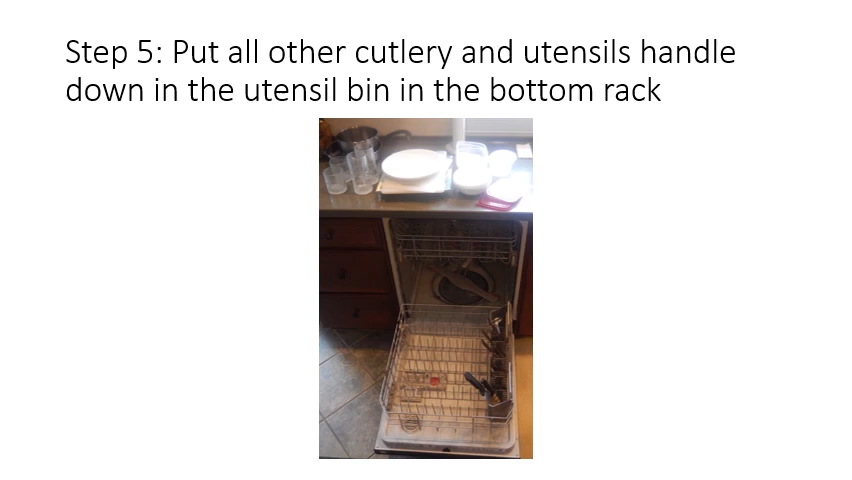 Step 5: Put all other cutlery and utensils handle
down in the utensil bin in the bottom rack